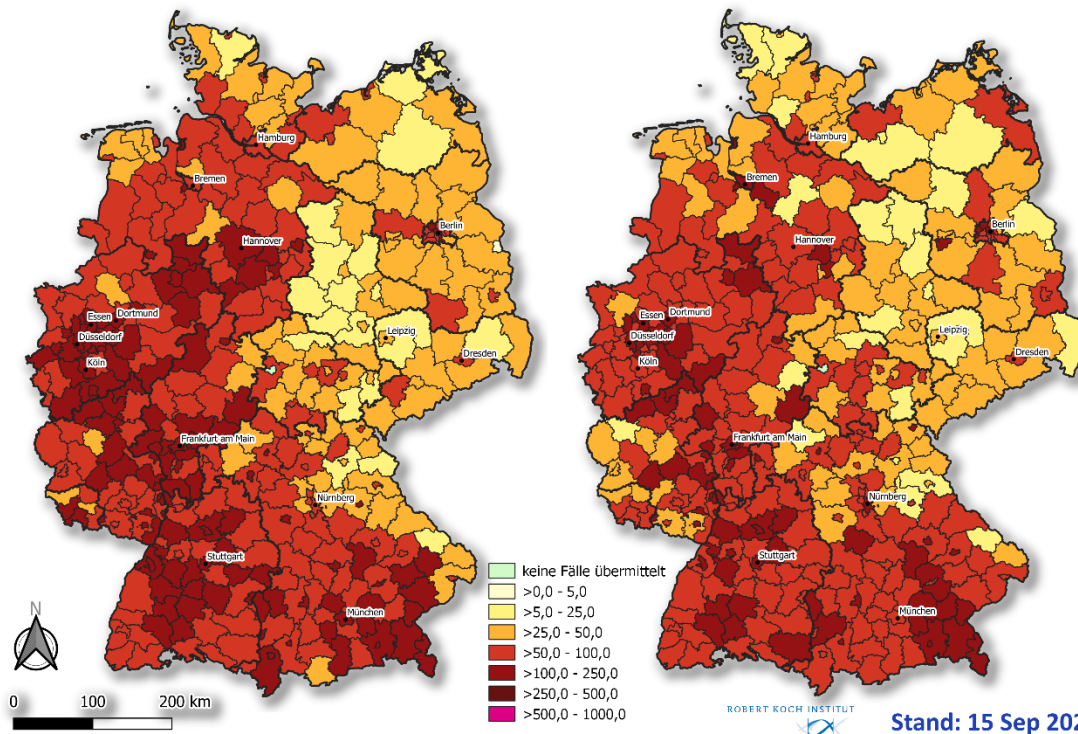 Hamburg
Bremen
Berlin
Hannover
Essen
Dortmund
Düsseldorf
Köln
Leipzig
Dresden
Frankfurt am Main
Nürnberg
Stuttgart
München
Hamburg
Bremen
Berlin
Hannover
Essen
Dortmund
Düsseldorf
Köln
Leipzig
Dresden
Frankfurt am Main
Nürnberg
Stuttgart
München
keine Fälle übermittelt
>0,0 - 5,0
>5,0 - 25,0
>25,0 - 50,0
>50,0 - 100,0
>100,0 - 250,0
>250,0 - 500,0
>500,0 - 1000,0
N
0 100 200 km
ROBERT KOCH INSTITUT
Stand: 15 Sep 202